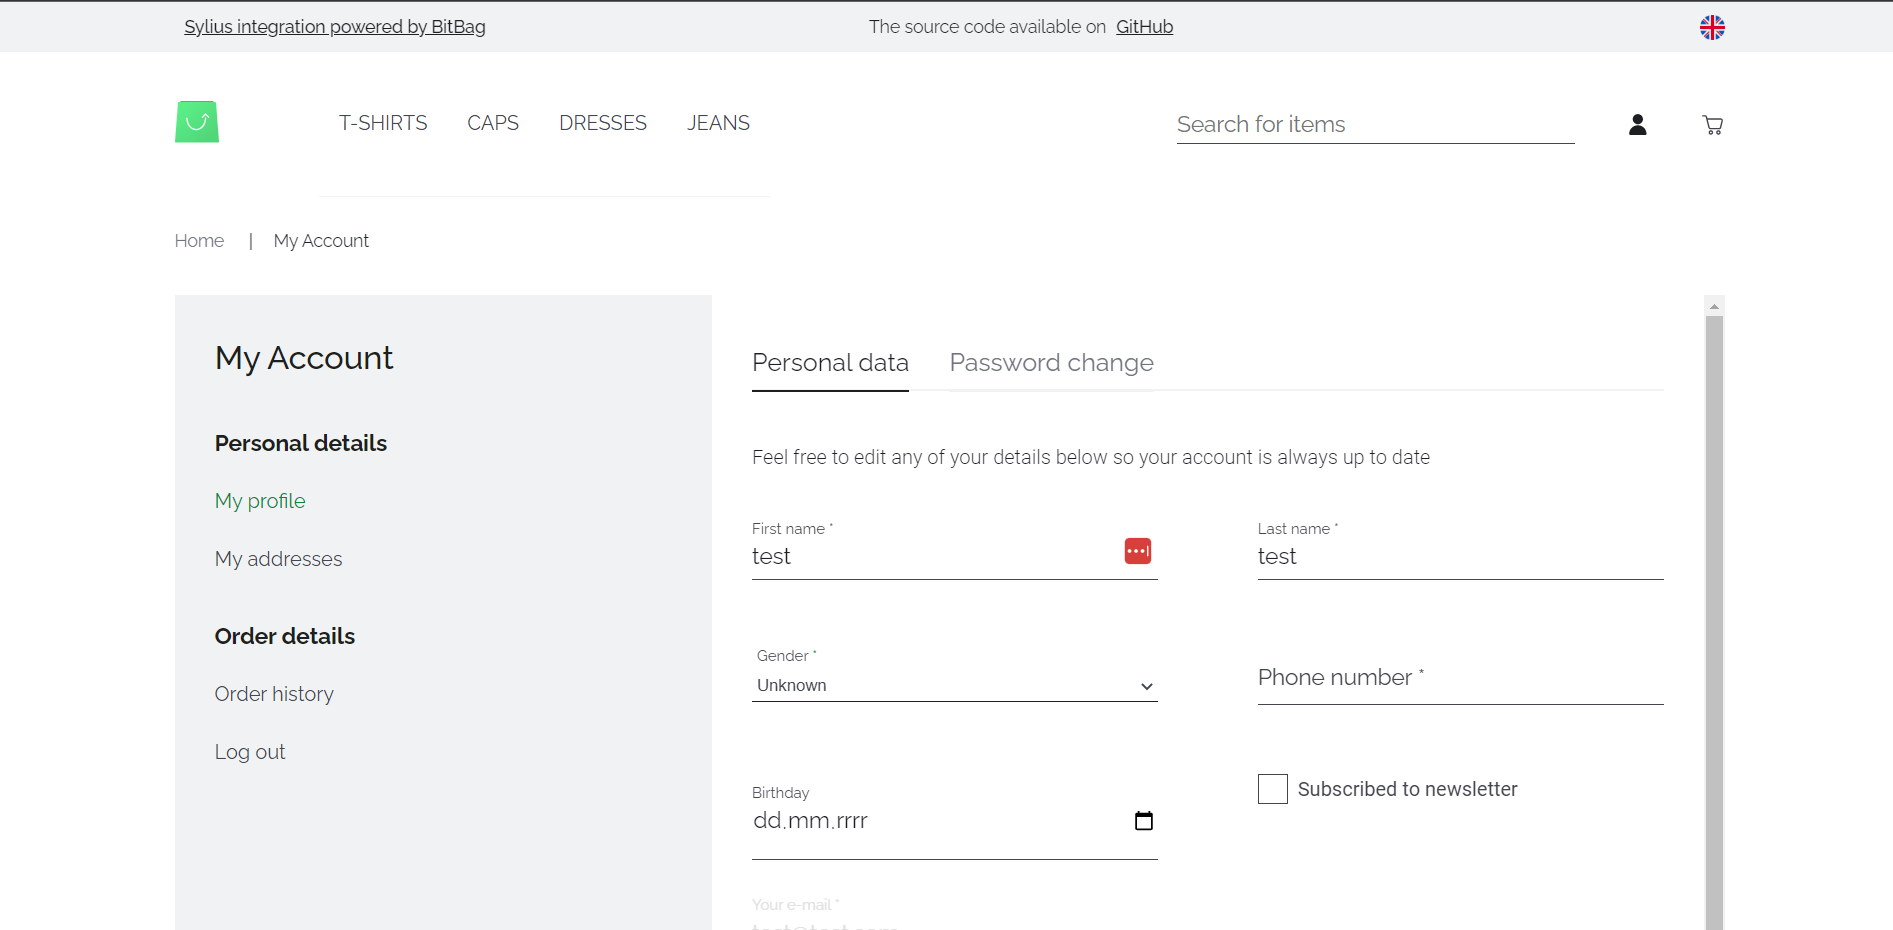 Sylius integration powered by BitBag
The source code available on GitHub
T-SHIRTS CAPS DRESSES JEANS
Search for items
Home | My Account
My Account
Personal details
My profile
My addresses
Order details
Order history
Log out
Personal data Password change
Feel free to edit any of your details below so your account is always up to date
First name *
test
Last name *
test
Gender *
Unknown
Phone number *
Birthday
dd.mm.rrrr
Subscribed to newsletter
Your e-mail *
test@test.com